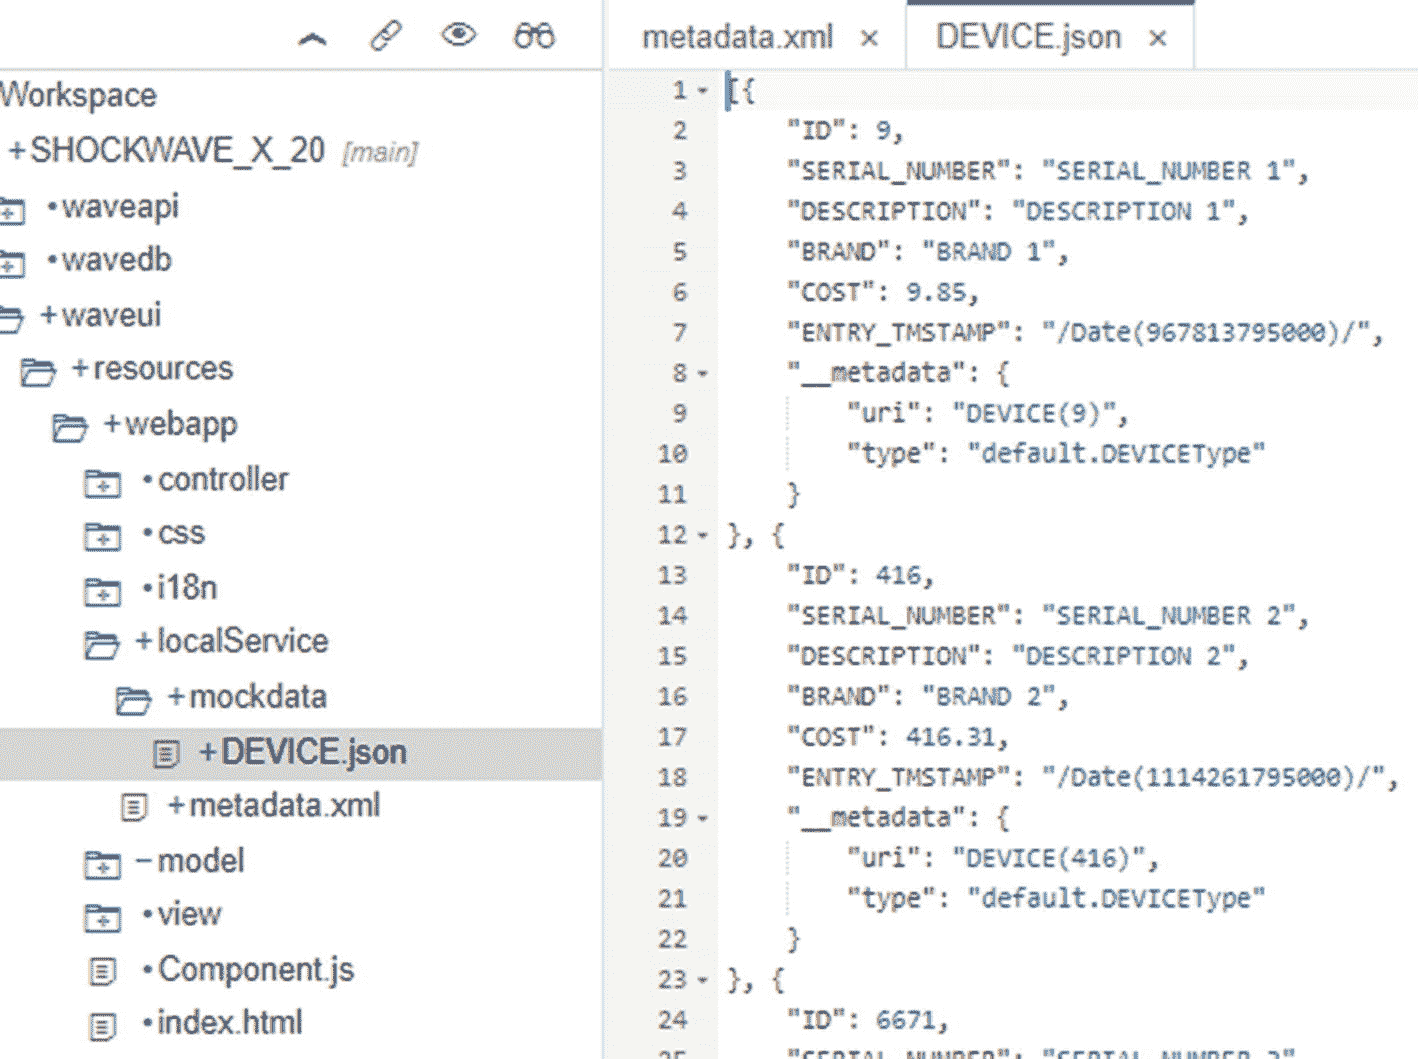 Workspace
+SHOCKWAVE_X_20 [main]
•waveapi
•wavedb
+waveui
+resources
+webapp
•controller
•css
•i18n
+localService
+mockdata
+DEVICE.json
+metadata.xml
–model
•view
•Component.js
•index.html
metadata.xml × DEVICE.json ×
1 [{
2 "ID": 9,
3 "SERIAL_NUMBER": "SERIAL_NUMBER 1",
4 "DESCRIPTION": "DESCRIPTION 1",
5 "BRAND": "BRAND 1",
6 "COST": 9.85,
7 "ENTRY_TMSTAMP": "/Date(967813795000)/",
8 "__metadata": {
9 "uri": "DEVICE(9)",
10 "type": "default.DEVICEType"
11 }
12 }, {
13 "ID": 416,
14 "SERIAL_NUMBER": "SERIAL_NUMBER 2",
15 "DESCRIPTION": "DESCRIPTION 2",
16 "BRAND": "BRAND 2",
17 "COST": 416.31,
18 "ENTRY_TMSTAMP": "/Date(1114261795000)/",
19 "__metadata": {
20 "uri": "DEVICE(416)",
21 "type": "default.DEVICEType"
22 }
23 }, {
24 "ID": 6671,
25 "SERIAL_NUMBER": "SERIAL_NUMBER 3",